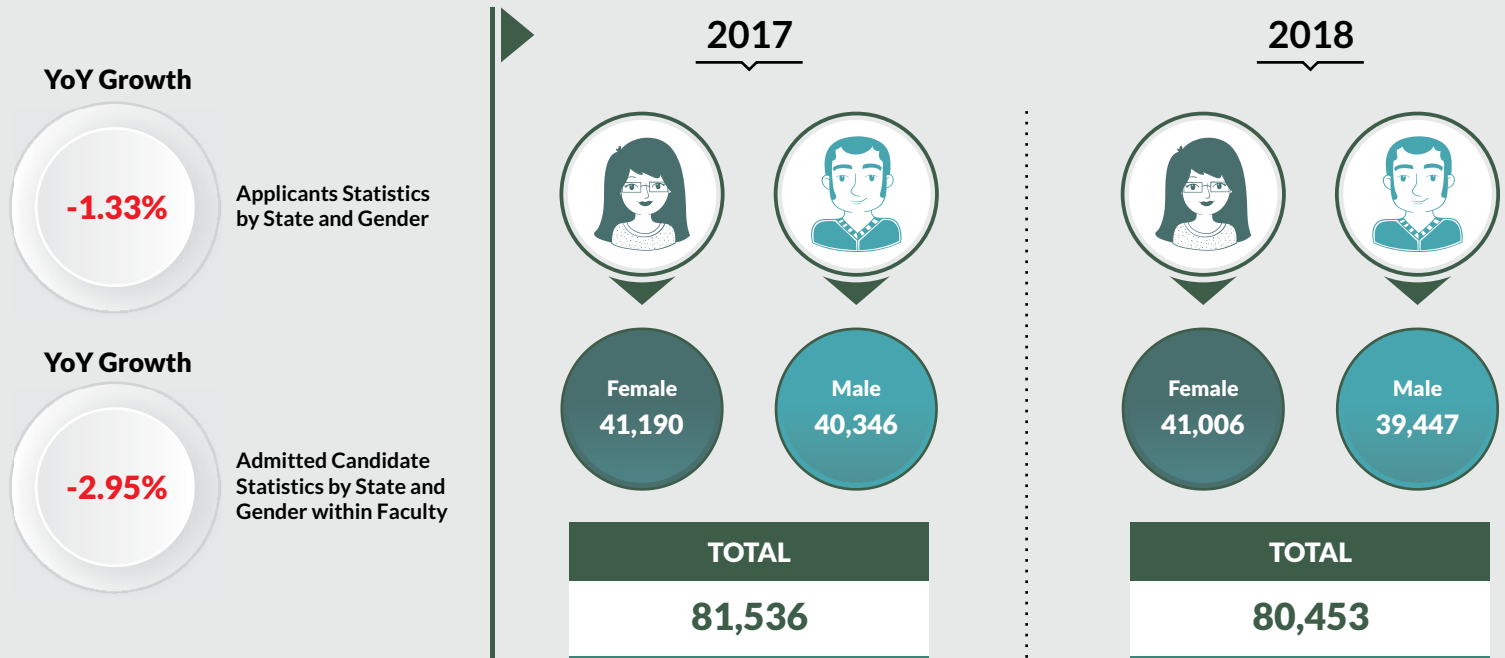 YoY Growth
-1.33%
Applicants Statistics
by State and Gender
YoY Growth
-2.95%
Admitted Candidate
Statistics by State and
Gender within Faculty
2017
Female
41,190
Male
40,346
TOTAL
81,536
2018
Female
41,006
Male
39,447
TOTAL
80,453